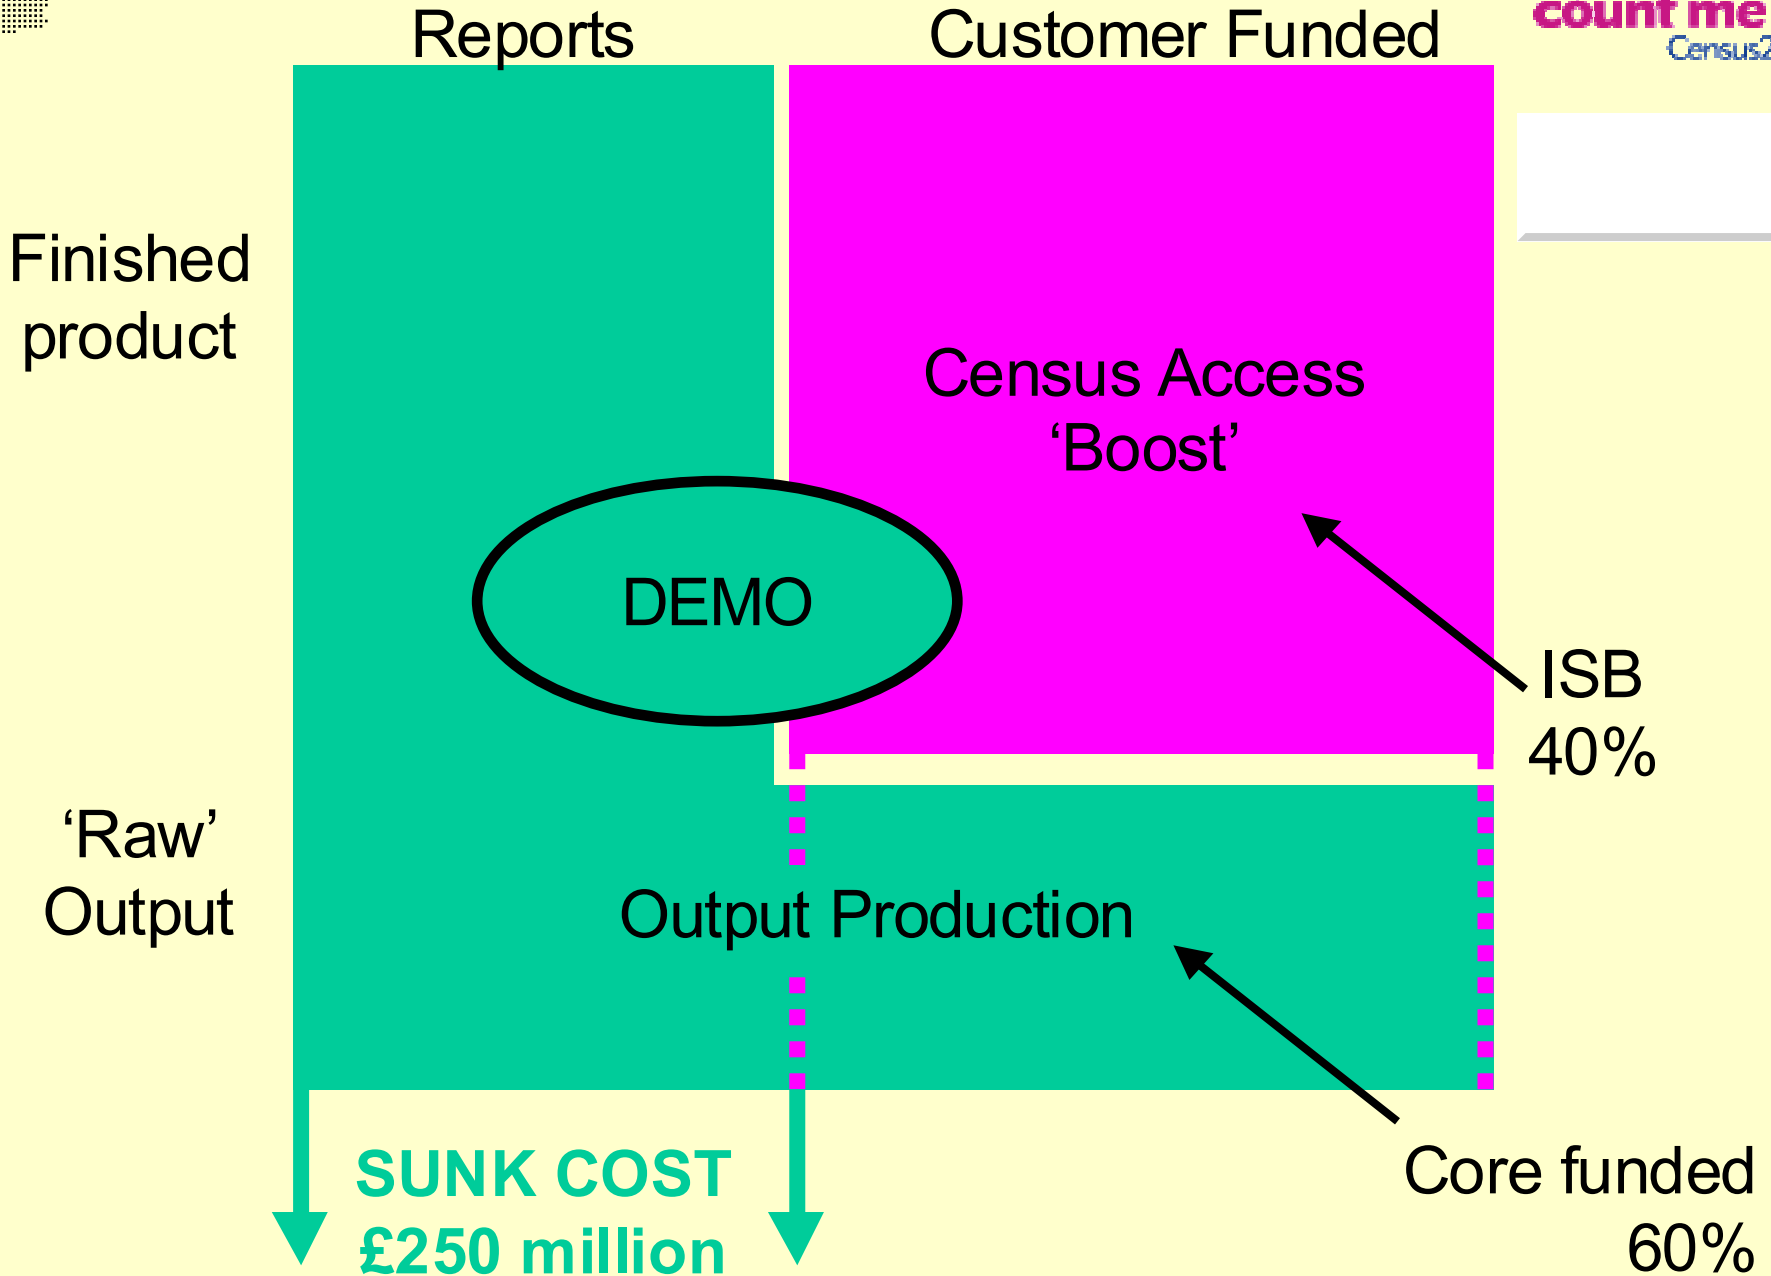 Reports
Customer Funded
count me
Census2
Finished
product
Census Access
‘Boost’
DEMO
ISB
40%
‘Raw’
Output
Output Production
SUNK COST
£250 million
Core funded
60%